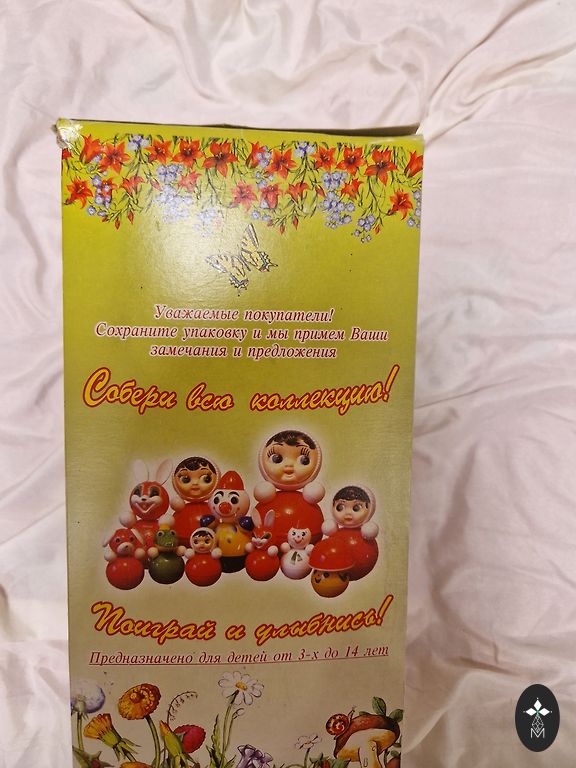 Уважаемые покупатели!
Сохраните упаковку и мы примем Ваши
замечания и предложения
Собери всю коллекцию!
Поиграй и улыбнись!
Предназначено для детей от 3-х до 14 лет